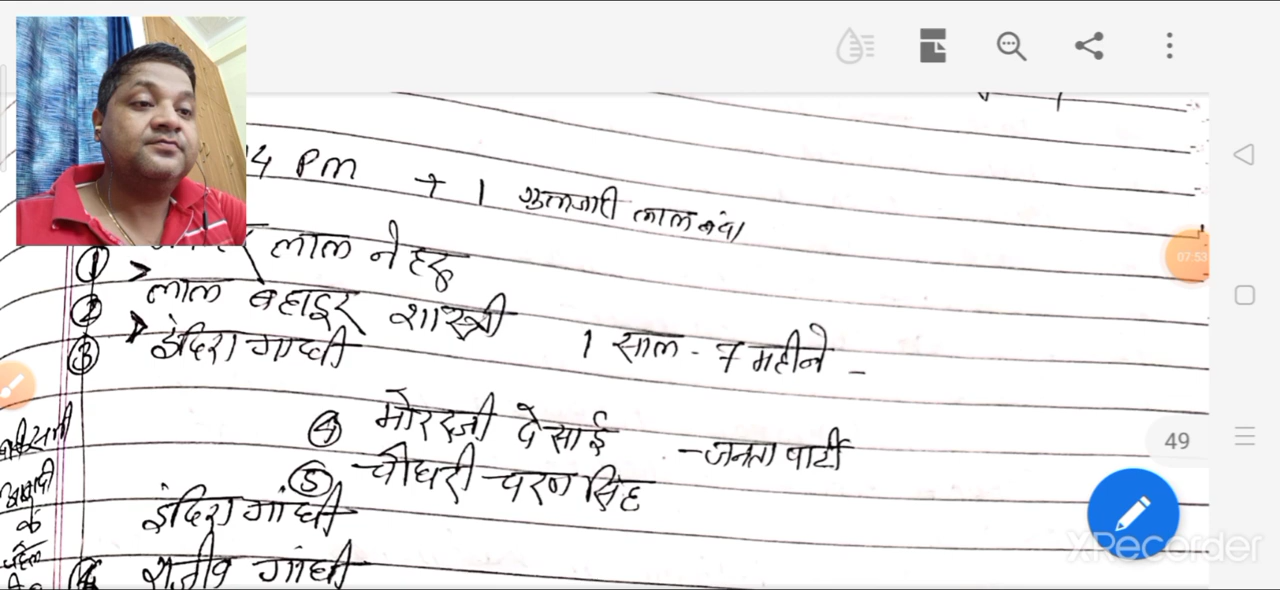 4 PM + 1 गुलजारी लाल नंदा
① लाल नेहरू
② लाल बहादुर शास्त्री
③ इंदिरा गाँधी 1 साल - 7 महीने -
④ मोरारजी देसाई - जनता पार्टी
⑤ चौधरी चरण सिंह
इंदिरा गांधी
राजीव गांधी
07:53
49
XRecorder